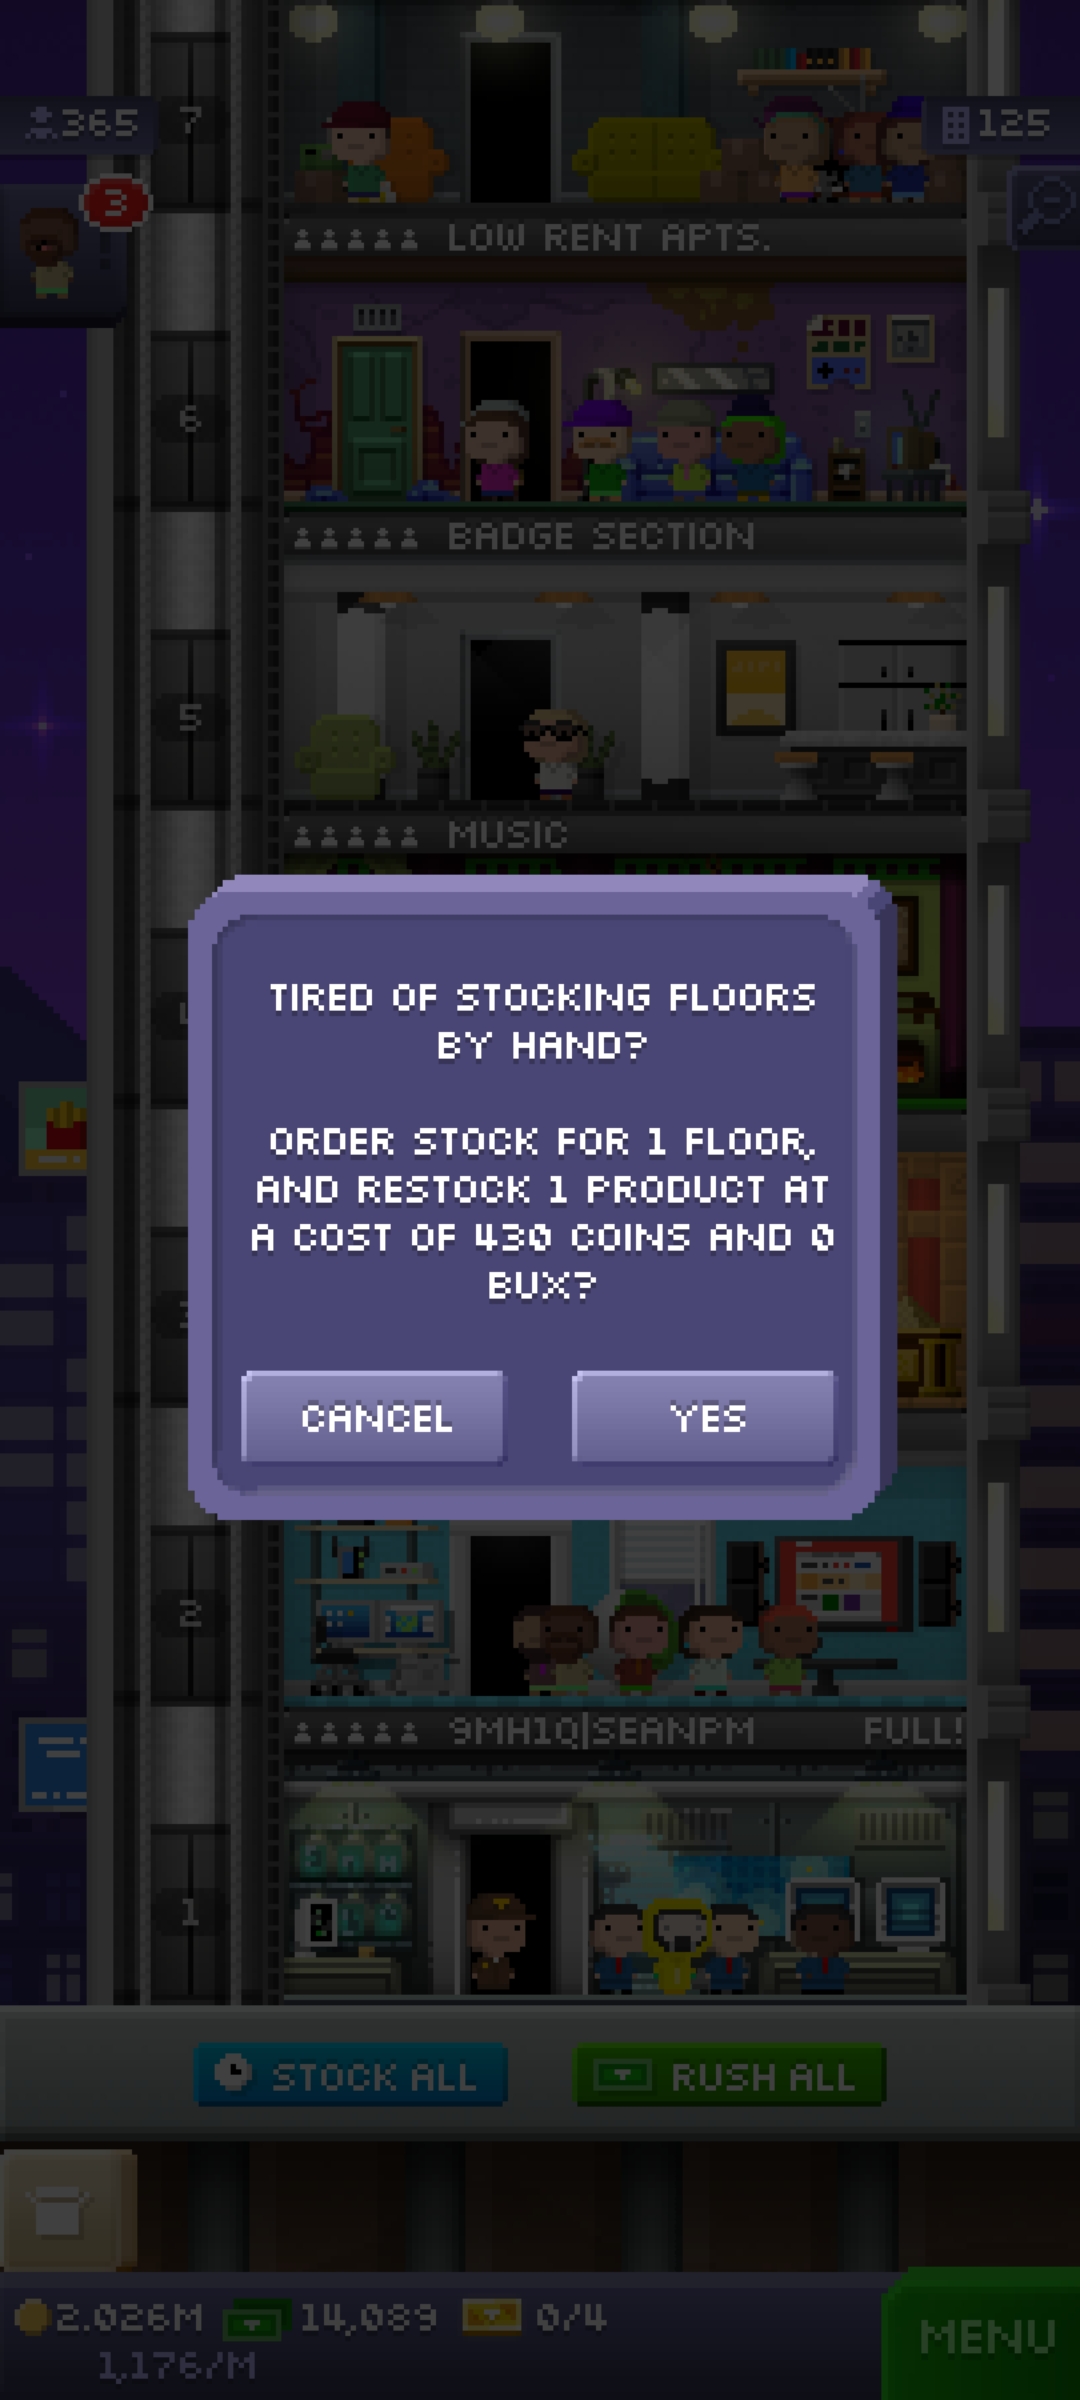 365
7
125
3
LOW RENT APTS.
6
BADGE SECTION
5
MUSIC
TIRED OF STOCKING FLOORS
BY HAND?
ORDER STOCK FOR 1 FLOOR,
AND RESTOCK 1 PRODUCT AT
A COST OF 430 COINS AND 0
BUX?
CANCEL
YES
2
9MH1Q|SEANPM
FULL!
1
STOCK ALL
RUSH ALL
2.026M
14,089
0/4
1,176/M
MENU